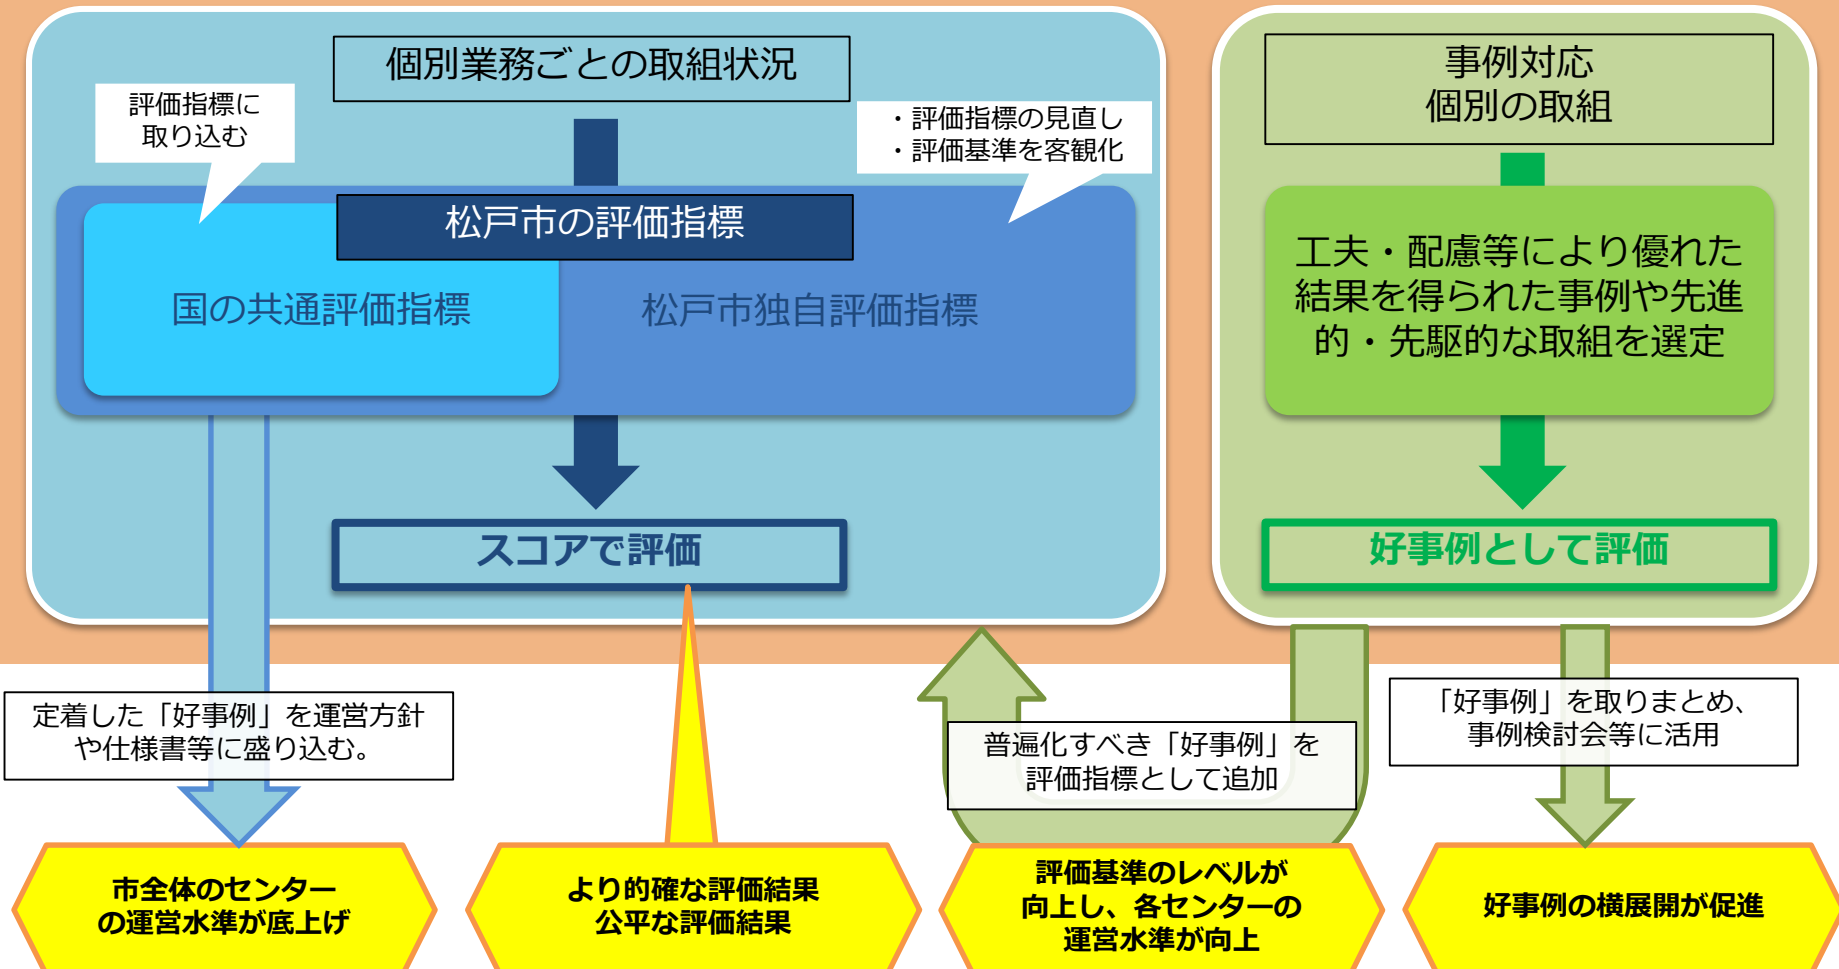 個別業務ごとの取組状況
評価指標に
取り込む
・評価指標の見直し
・評価基準を客観化
松戸市の評価指標
国の共通評価指標
松戸市独自評価指標
スコアで評価
事例対応
個別の取組
工夫・配慮等により優れた
結果を得られた事例や先進
的・先駆的な取組を選定
好事例として評価
定着した「好事例」を運営方針
や仕様書等に盛り込む。
普遍化すべき「好事例」を
評価指標として追加
「好事例」を取りまとめ、
事例検討会等に活用
市全体のセンター
の運営水準が底上げ
より的確な評価結果
公平な評価結果
評価基準のレベルが
向上し、各センターの
運営水準が向上
好事例の横展開が促進